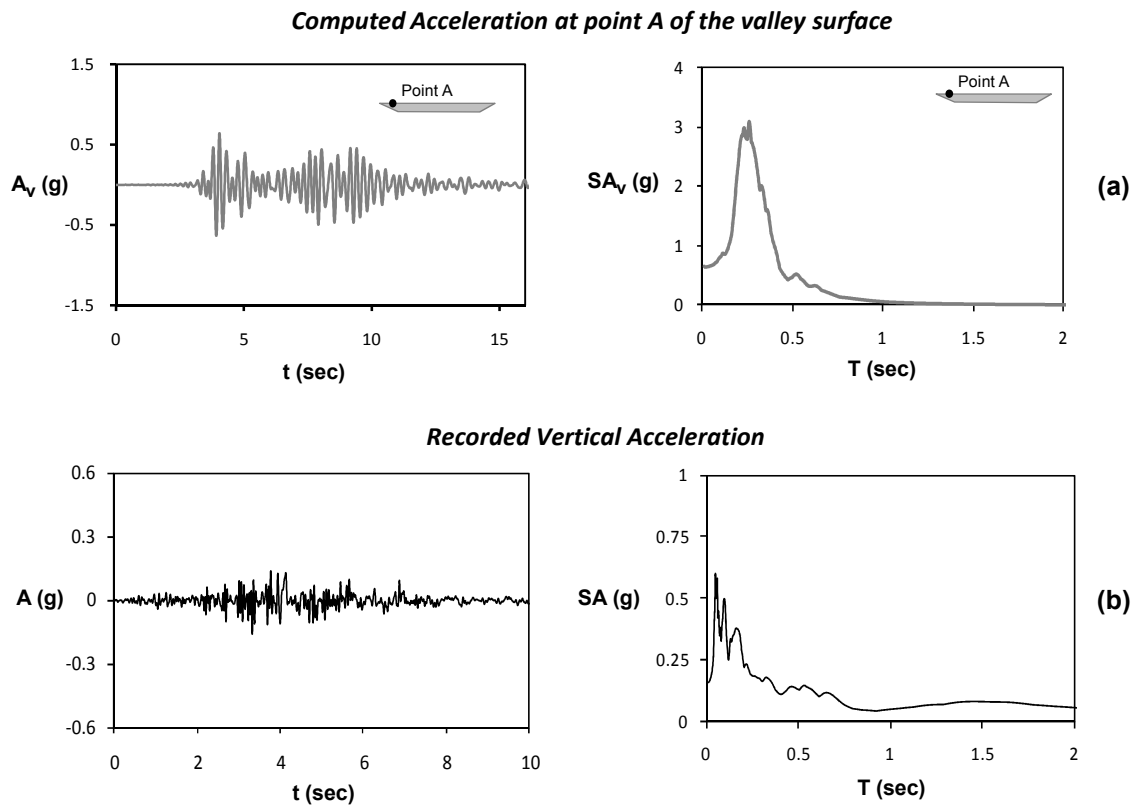 Computed Acceleration at point A of the valley surface
1.5
0.5
-0.5
-1.5
A_v (g)
Point A
0 5 10 15
t (sec)
4
3
2
1
0
SA_v (g)
Point A
0 0.5 1 1.5 2
T (sec)
(a)
Recorded Vertical Acceleration
0.6
0.3
0
-0.3
-0.6
A (g)
0 2 4 6 8 10
t (sec)
1
0.75
0.5
0.25
0
SA (g)
0 0.5 1 1.5 2
T (sec)
(b)